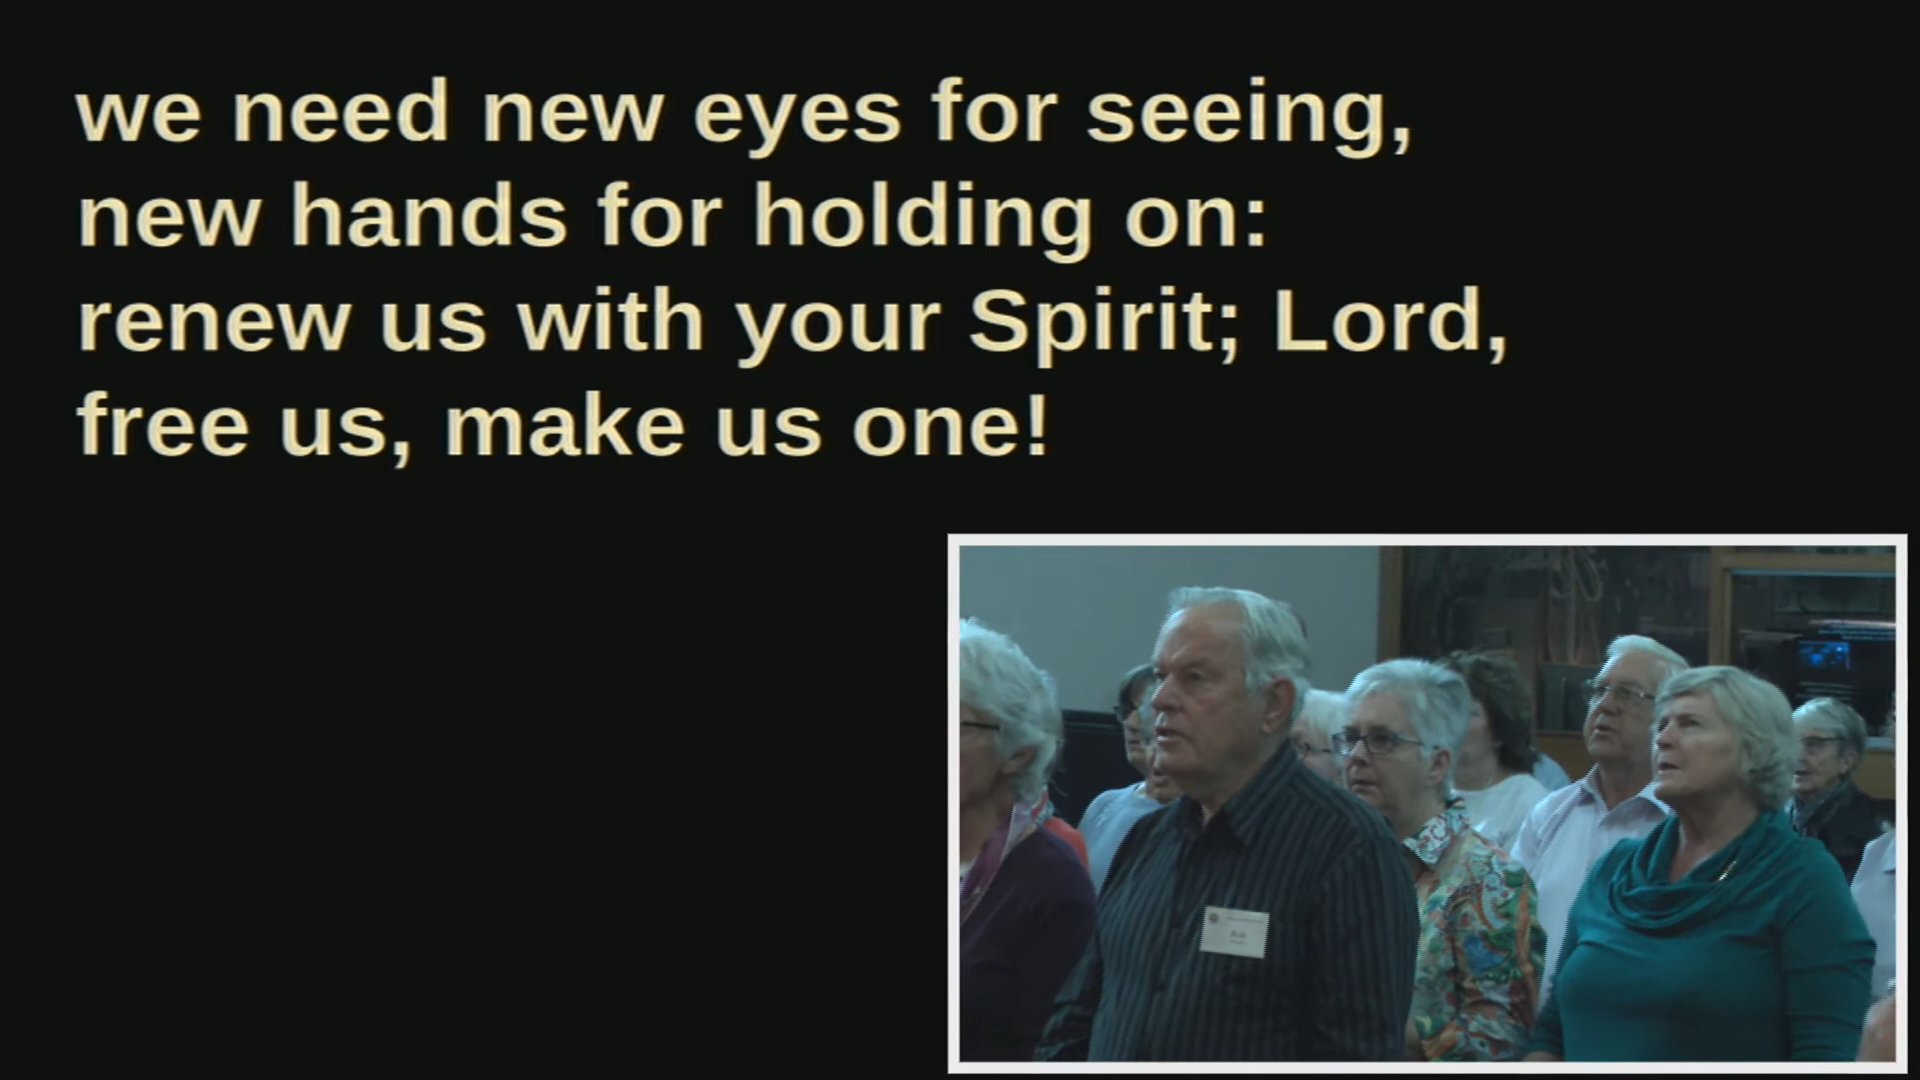 we need new eyes for seeing,
new hands for holding on:
renew us with your Spirit; Lord,
free us, make us one!